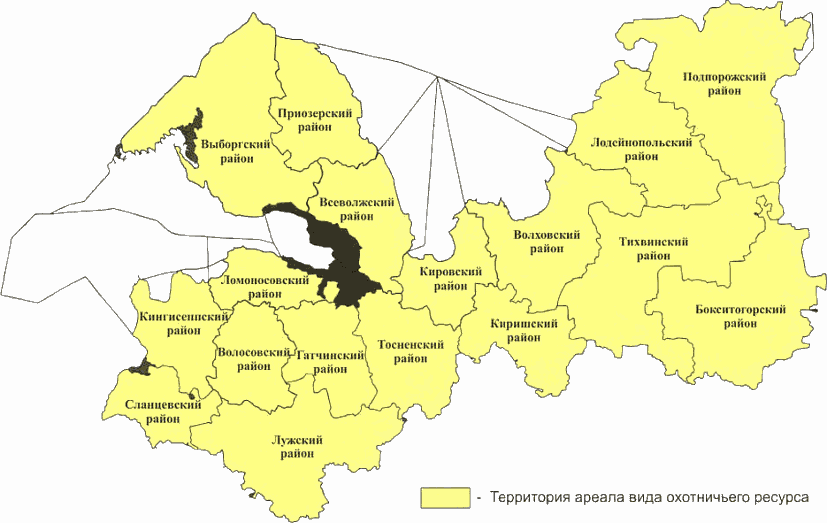 Подпорожский
район
Приозерский
район
Лодейнопольский
район
Выборгский
район
Всеволжский
район
Волховский
район
Тихвинский
район
Кировский
район
Ломоносовский
район
Бокситогорский
район
Кингисеппский
район
Киришский
район
Тосненский
район
Волосовский
район
Гатчинский
район
Сланцевский
район
Лужский
район
- Территория ареала вида охотничьего ресурса